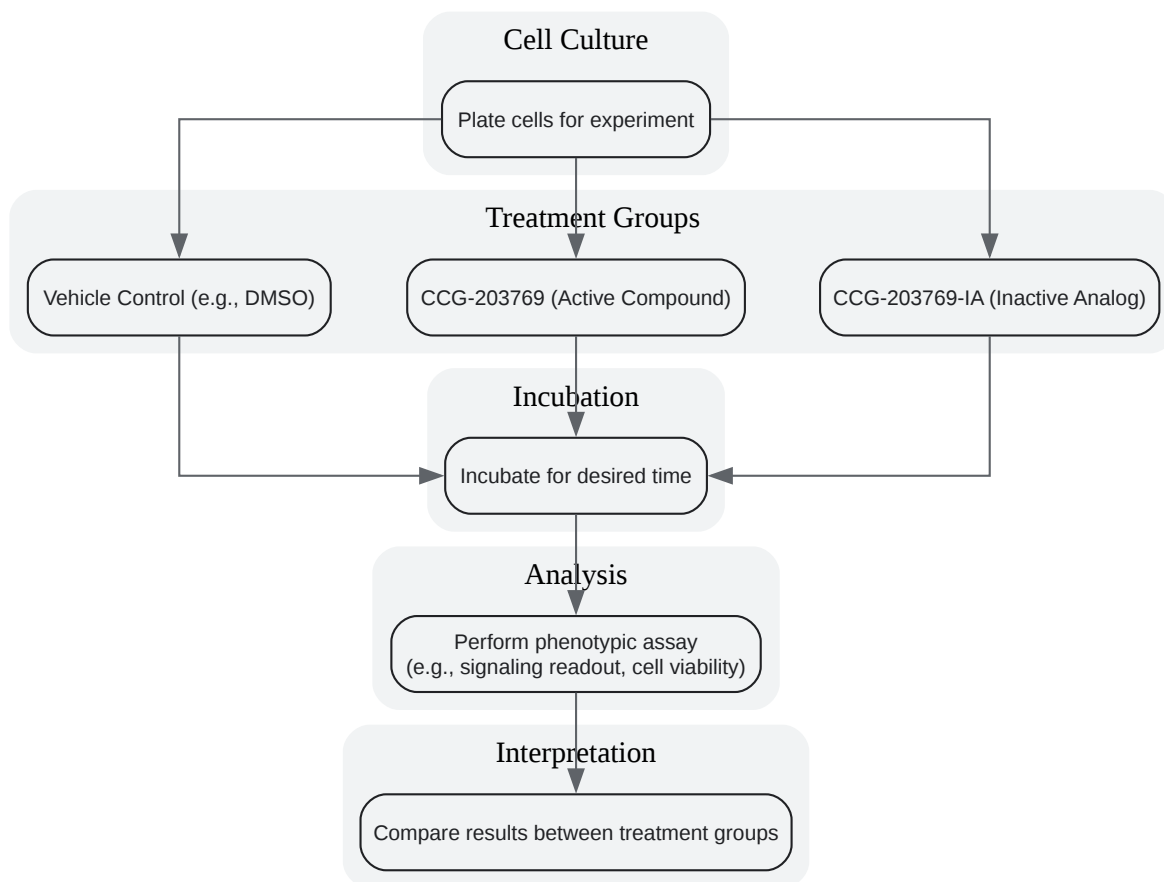 Cell Culture
Plate cells for experiment
Treatment Groups
Vehicle Control (e.g., DMSO)
CCG-203769 (Active Compound)
CCG-203769-IA (Inactive Analog)
Incubation
Incubate for desired time
Analysis
Perform phenotypic assay
(e.g., signaling readout, cell viability)
Interpretation
Compare results between treatment groups